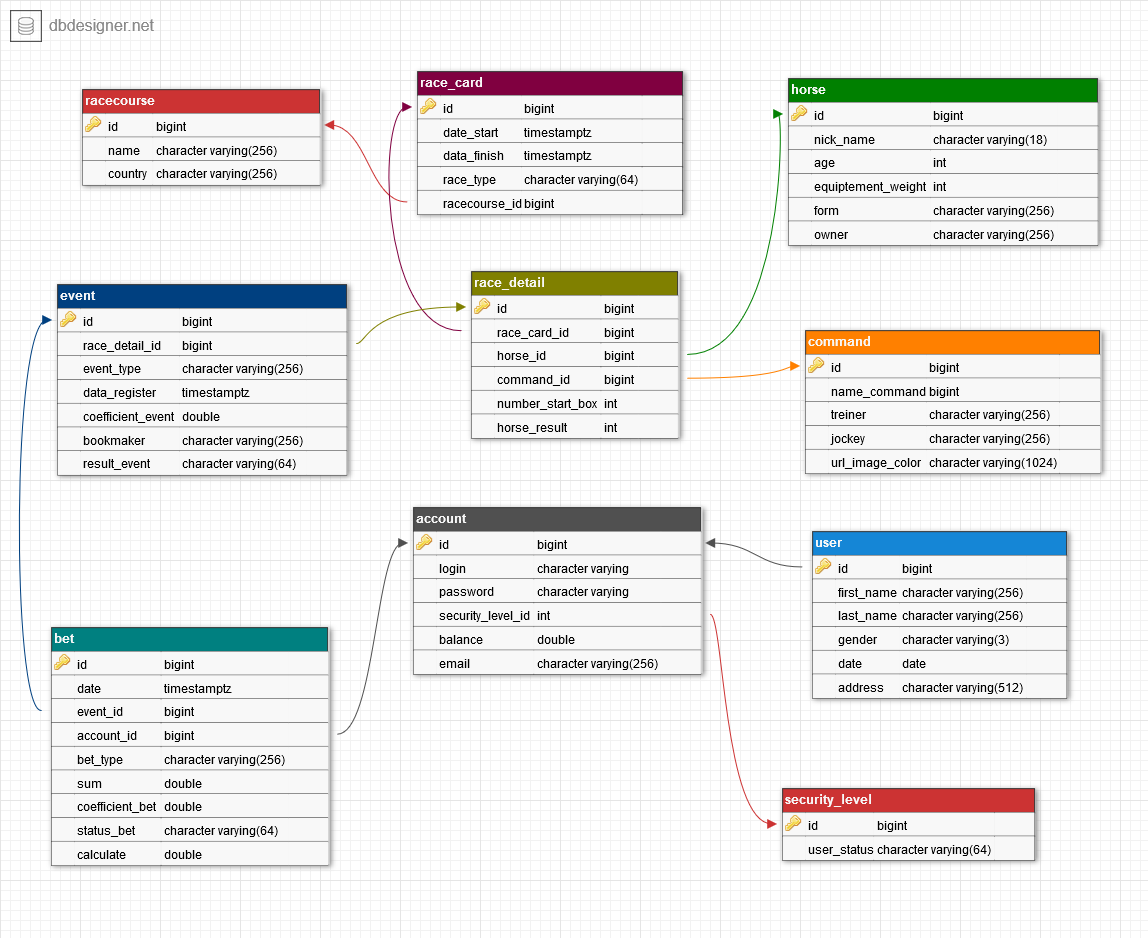 dbdesigner.net
racecourse
id bigint
name character varying(256)
country character varying(256)
race_card
id bigint
date_start timestamptz
data_finish timestamptz
race_type character varying(64)
racecourse_id bigint
horse
id bigint
nick_name character varying(18)
age int
equiptement_weight int
form character varying(256)
owner character varying(256)
event
id bigint
race_detail_id bigint
event_type character varying(256)
data_register timestamptz
coefficient_event double
bookmaker character varying(256)
result_event character varying(64)
race_detail
id bigint
race_card_id bigint
horse_id bigint
command_id bigint
number_start_box int
horse_result int
command
id bigint
name_command bigint
treiner character varying(256)
jockey character varying(256)
url_image_color character varying(1024)
account
id bigint
login character varying
password character varying
security_level_id int
balance double
email character varying(256)
user
id bigint
first_name character varying(256)
last_name character varying(256)
gender character varying(3)
date date
address character varying(512)
bet
id bigint
date timestamptz
event_id bigint
account_id bigint
bet_type character varying(256)
sum double
coefficient_bet double
status_bet character varying(64)
calculate double
security_level
id bigint
user_status character varying(64)